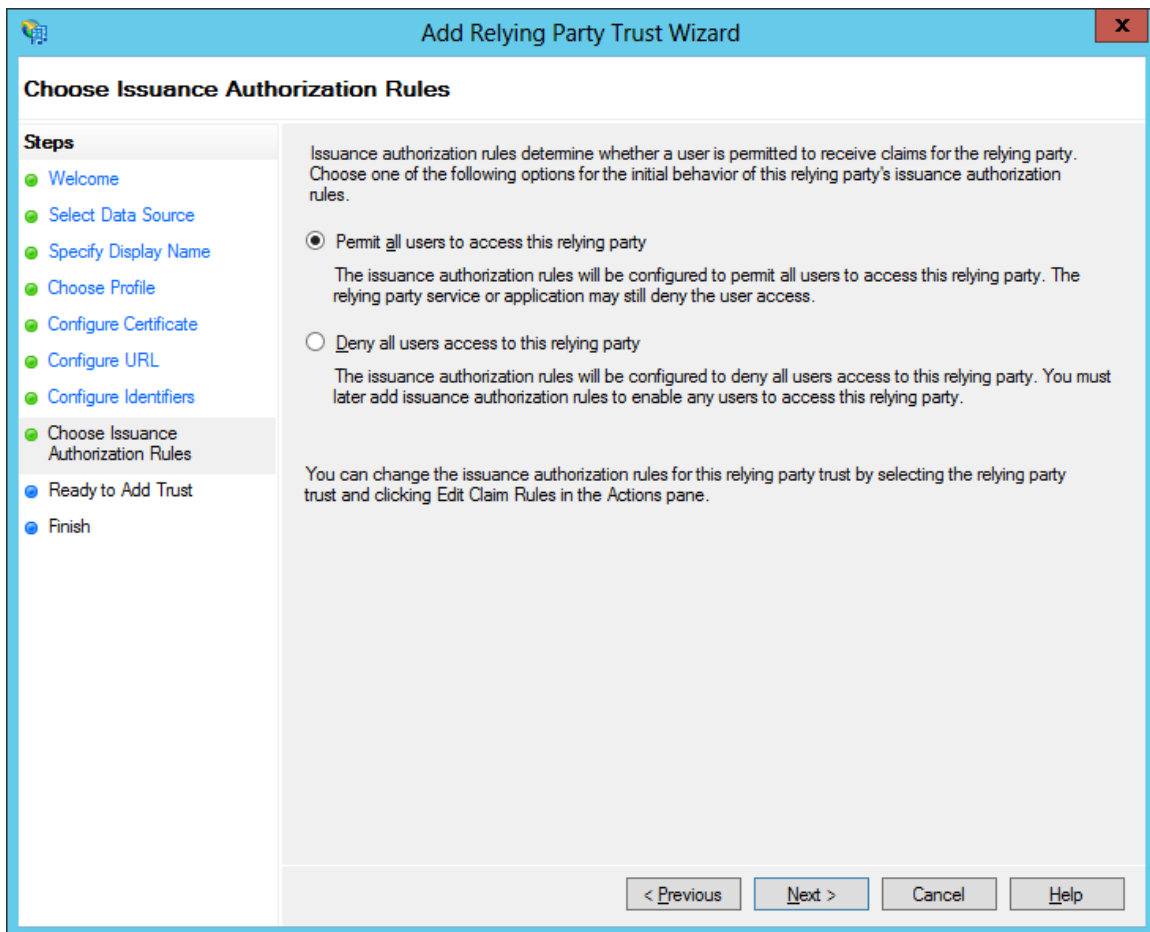 Add Relying Party Trust Wizard
x
Choose Issuance Authorization Rules
Steps
Welcome
Select Data Source
Specify Display Name
Choose Profile
Configure Certificate
Configure URL
Configure Identifiers
Choose Issuance
Authorization Rules
Ready to Add Trust
Finish
Issuance authorization rules determine whether a user is permitted to receive claims for the relying party.
Choose one of the following options for the initial behavior of this relying party's issuance authorization
rules.
Permit all users to access this relying party
The issuance authorization rules will be configured to permit all users to access this relying party. The
relying party service or application may still deny the user access.
Deny all users access to this relying party
The issuance authorization rules will be configured to deny all users access to this relying party. You must
later add issuance authorization rules to enable any users to access this relying party.
You can change the issuance authorization rules for this relying party trust by selecting the relying party
trust and clicking Edit Claim Rules in the Actions pane.
< Previous
Next >
Cancel
Help